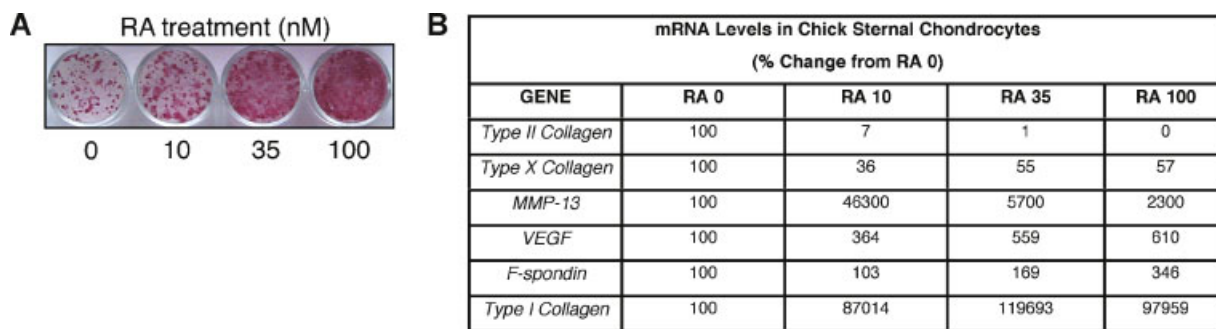 A
RA treatment (nM)
0 10 35 100
B
mRNA Levels in Chick Sternal Chondrocytes
(% Change from RA 0)
GENE RA 0 RA 10 RA 35 RA 100
Type II Collagen 100 7 1 0
Type X Collagen 100 36 55 57
MMP-13 100 46300 5700 2300
VEGF 100 364 559 610
F-spondin 100 103 169 346
Type I Collagen 100 87014 119693 97959